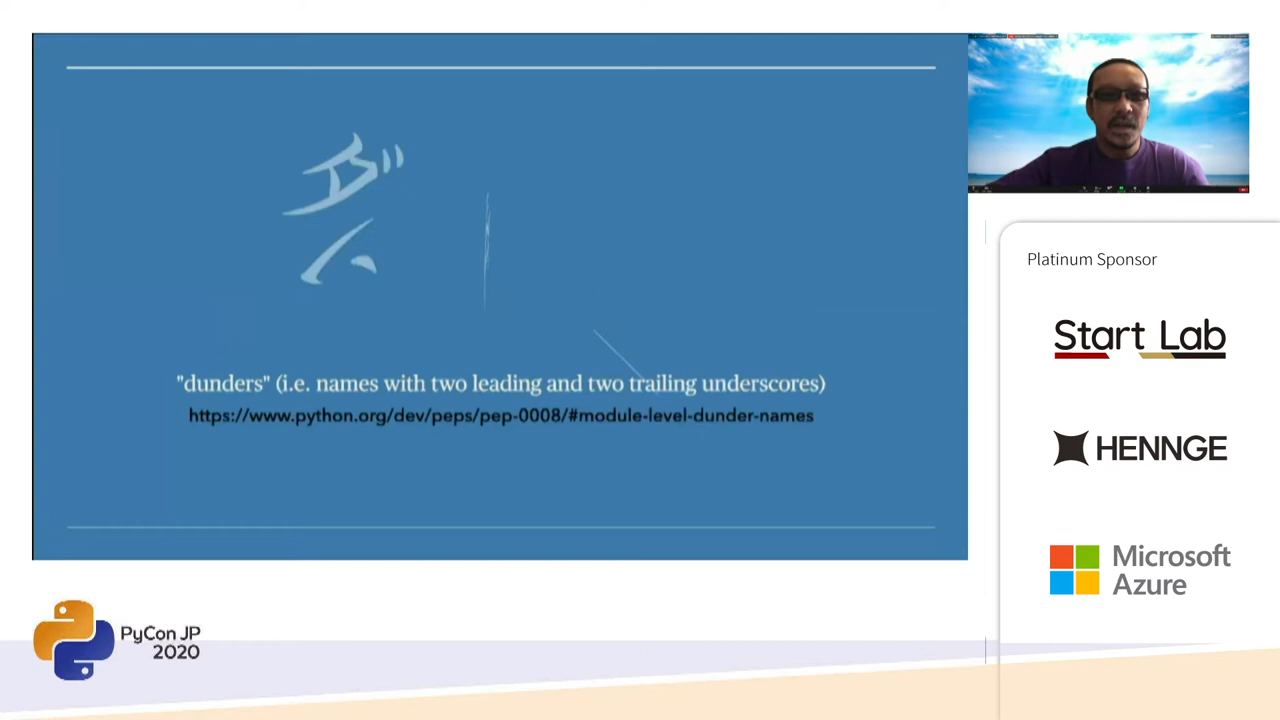 ダン
"dunders" (i.e. names with two leading and two trailing underscores)
https://www.python.org/dev/peps/pep-0008/#module-level-dunder-names
Platinum Sponsor
Start Lab
HENNGE
Microsoft
Azure
PyCon JP
2020